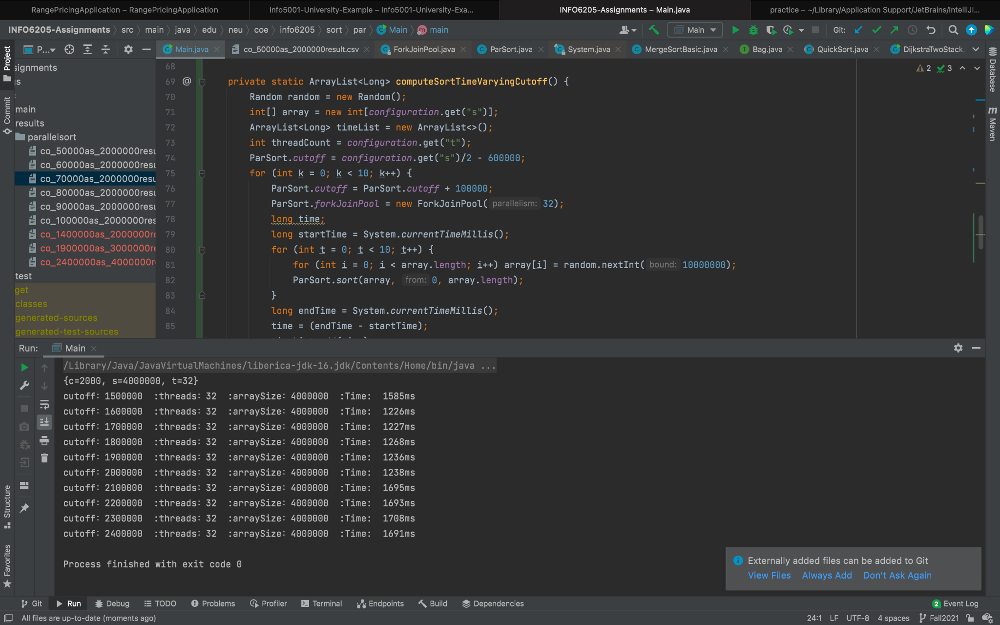 RangePricingApplication – RangePricingApplication
Info5001-University-Example – Info5001-University-Exa...
INFO6205-Assignments – Main.java
practice – ~/Library/Application Support/JetBrains/IntelliJI...
INFO6205-Assignments src main java edu neu coe info6205 sort par Main main
Main
Git:
P...
Main.java
co_50000as_2000000result.csv
ForkJoinPool.java
ParSort.java
System.java
MergeSortBasic.java
Bag.java
QuickSort.java
DijkstraTwoStack
Project
Commit
Structure
Favorites
Database
Maven
signments
main
results
parallelsort
co_50000as_2000000resu
co_60000as_2000000resu
co_70000as_2000000resu
co_80000as_2000000resu
co_90000as_2000000resu
co_100000as_2000000res
co_1400000as_2000000re
co_1900000as_3000000re
co_2400000as_4000000r
test
get
classes
generated-sources
generated-test-sources
2 3
68
69 @ private static ArrayList<Long> computeSortTimeVaryingCutoff() {
70 Random random = new Random();
71 int[] array = new int[configuration.get("s")];
72 ArrayList<Long> timeList = new ArrayList<>();
73 int threadCount = configuration.get("t");
74 ParSort.cutoff = configuration.get("s")/2 - 600000;
75 for (int k = 0; k < 10; k++) {
76 ParSort.cutoff = ParSort.cutoff + 100000;
77 ParSort.forkJoinPool = new ForkJoinPool( parallelism: 32);
78 long time;
79 long startTime = System.currentTimeMillis();
80 for (int t = 0; t < 10; t++) {
81 for (int i = 0; i < array.length; i++) array[i] = random.nextInt( bound: 10000000);
82 ParSort.sort(array, from: 0, array.length);
83 }
84 long endTime = System.currentTimeMillis();
85 time = (endTime - startTime);
Run: Main
/Library/Java/JavaVirtualMachines/liberica-jdk-16.jdk/Contents/Home/bin/java ...
{c=2000, s=4000000, t=32}
cutoff: 1500000 :threads: 32 :arraySize: 4000000 :Time: 1585ms
cutoff: 1600000 :threads: 32 :arraySize: 4000000 :Time: 1226ms
cutoff: 1700000 :threads: 32 :arraySize: 4000000 :Time: 1227ms
cutoff: 1800000 :threads: 32 :arraySize: 4000000 :Time: 1268ms
cutoff: 1900000 :threads: 32 :arraySize: 4000000 :Time: 1236ms
cutoff: 2000000 :threads: 32 :arraySize: 4000000 :Time: 1238ms
cutoff: 2100000 :threads: 32 :arraySize: 4000000 :Time: 1695ms
cutoff: 2200000 :threads: 32 :arraySize: 4000000 :Time: 1693ms
cutoff: 2300000 :threads: 32 :arraySize: 4000000 :Time: 1708ms
cutoff: 2400000 :threads: 32 :arraySize: 4000000 :Time: 1691ms
Process finished with exit code 0
Externally added files can be added to Git
View Files Always Add Don't Ask Again
Git Run Debug TODO Problems Profiler Terminal Endpoints Build Dependencies 2 Event Log
All files are up-to-date (moments ago)
24:1 LF UTF-8 4 spaces Fall2021